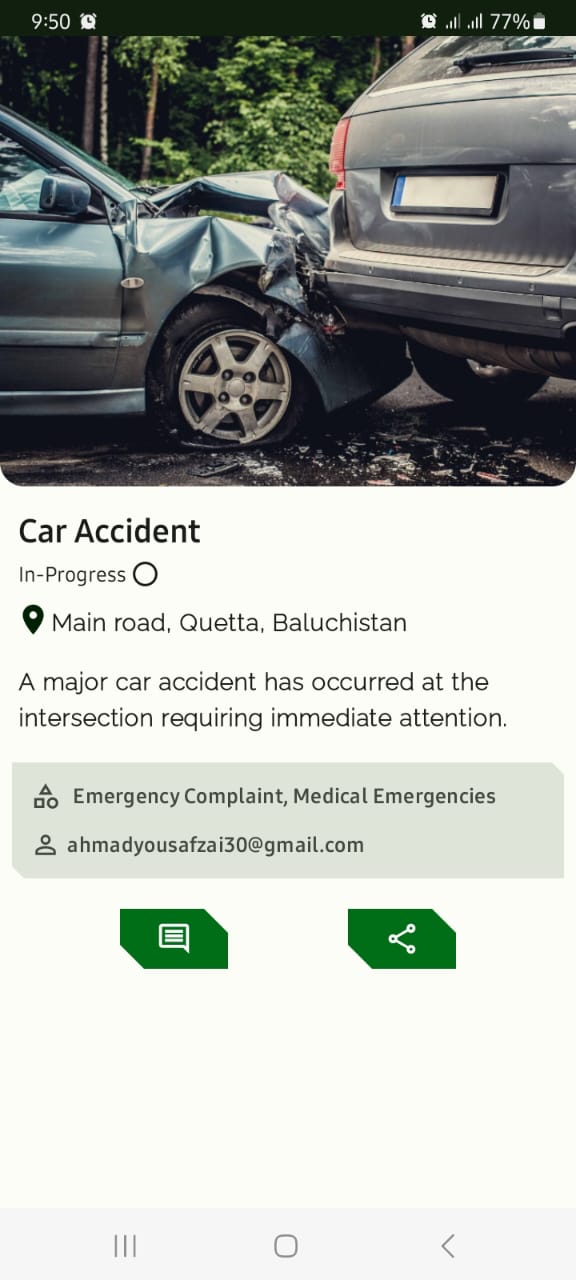 9:50 77%
Car Accident
In-Progress
Main road, Quetta, Baluchistan
A major car accident has occurred at the
intersection requiring immediate attention.
Emergency Complaint, Medical Emergencies
ahmadyousafzai30@gmail.com